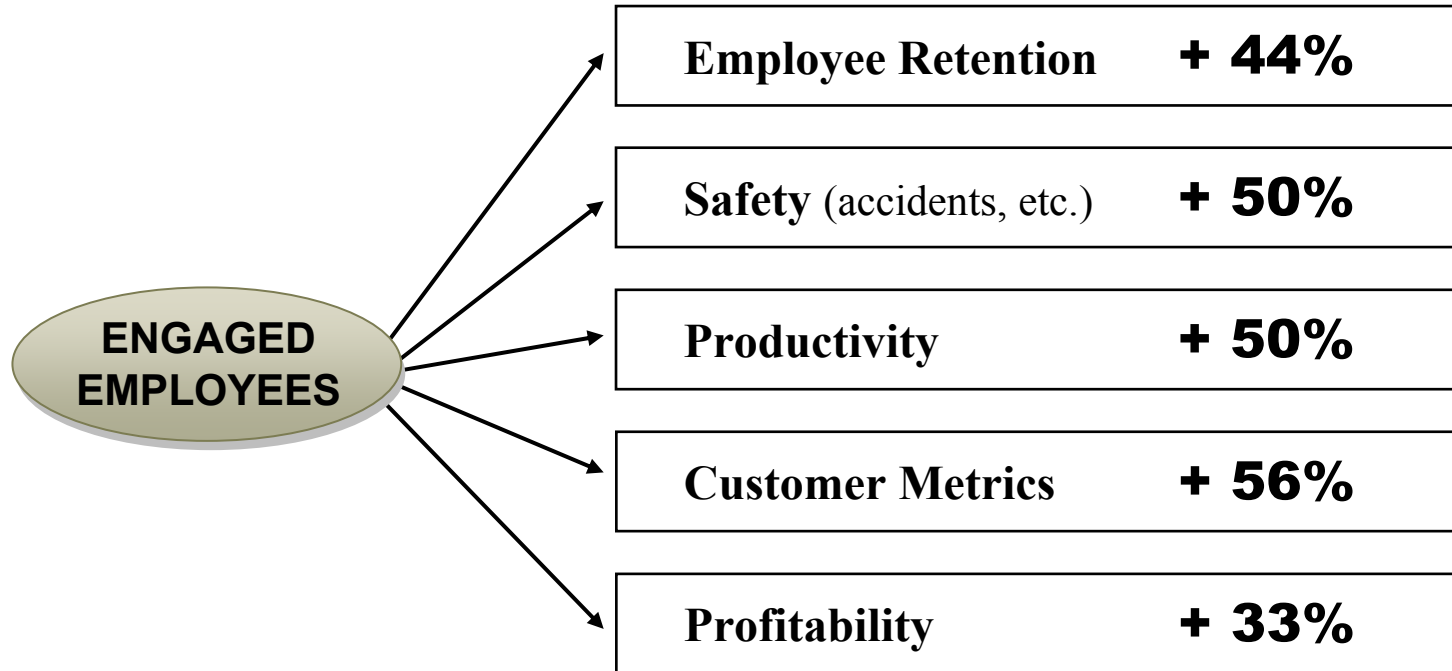 Employee Retention + 44%
Safety (accidents, etc.) + 50%
ENGAGED
EMPLOYEES
Productivity + 50%
Customer Metrics + 56%
Profitability + 33%